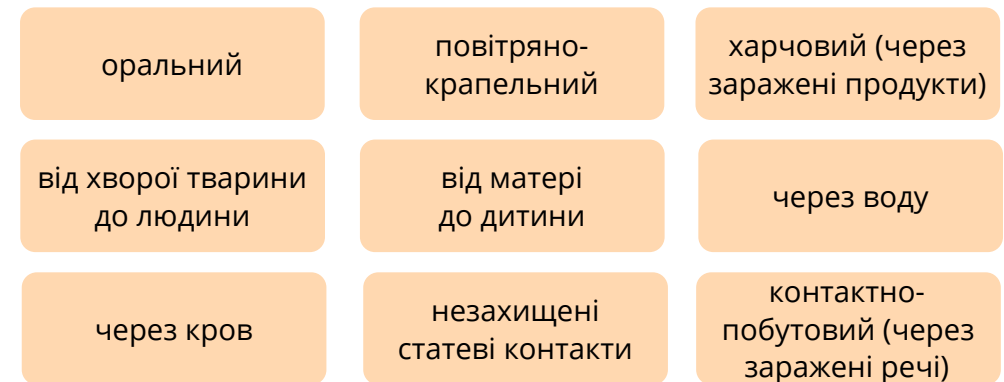 оральний
повітряно-
крапельний
харчовий (через
заражені продукти)
від хворої тварини
до людини
від матері
до дитини
через воду
через кров
незахищені
статеві контакти
контактно-
побутовий (через
заражені речі)